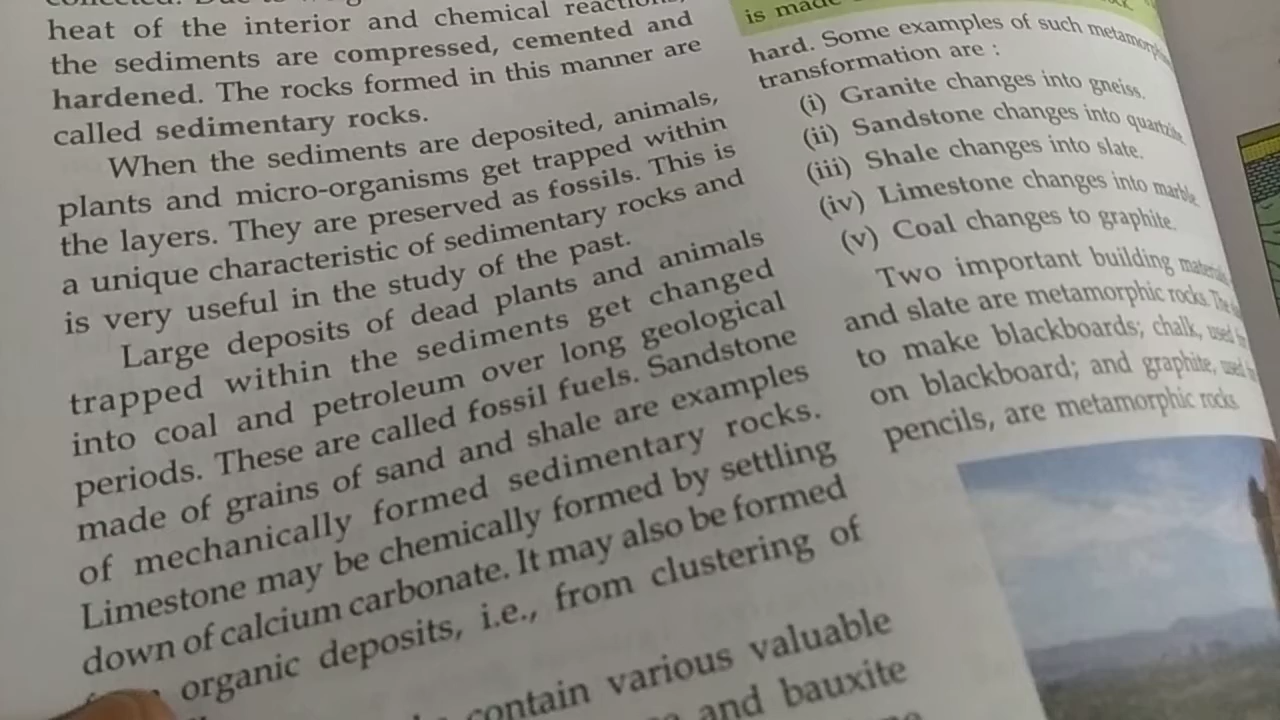 heat of the interior and chemical reactions,
the sediments are compressed, cemented and
hardened. The rocks formed in this manner are
called sedimentary rocks.
When the sediments are deposited, animals,
plants and micro-organisms get trapped within
the layers. They are preserved as fossils. This is
a unique characteristic of sedimentary rocks and
is very useful in the study of the past.
Large deposits of dead plants and animals
trapped within the sediments get changed
into coal and petroleum over long geological
periods. These are called fossil fuels. Sandstone
made of grains of sand and shale are examples
of mechanically formed sedimentary rocks.
Limestone may be chemically formed by settling
down of calcium carbonate. It may also be formed
organic deposits, i.e., from clustering of
contain various valuable
and bauxite
is made
hard. Some examples of such metamorphic
transformation are :
(i) Granite changes into gneiss.
(ii) Sandstone changes into quartzite
(iii) Shale changes into slate.
(iv) Limestone changes into marble.
(v) Coal changes to graphite.
Two important building materials
and slate are metamorphic rocks. The
to make blackboards; chalk, used
on blackboard; and graphite, used
pencils, are metamorphic rocks